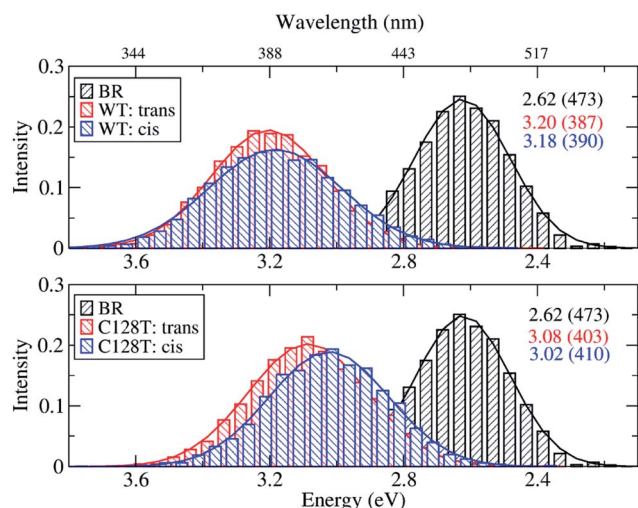 Wavelength (nm)
344 388 443 517
0.3
0.2
0.1
0
Intensity
BR
WT: trans
WT: cis
2.62 (473)
3.20 (387)
3.18 (390)
3.6 3.2 2.8 2.4
0.3
0.2
0.1
0
Intensity
BR
C128T: trans
C128T: cis
2.62 (473)
3.08 (403)
3.02 (410)
3.6 3.2 2.8 2.4
Energy (eV)